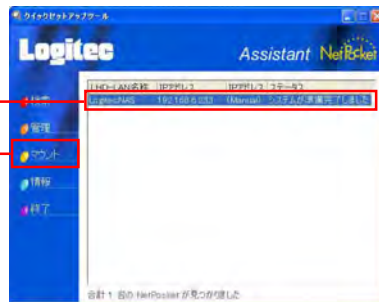 クイックセットアップツール
Logitec
Assistant NetPocket
LHD-LAN名称 IPアドレス IPアドレス ステータス
LogitecNAS 192.168.6.233 (Manual) システムが準備完了しました
検索
管理
マウント
情報
終了
合計 1 台の NetPocker が見つかりました